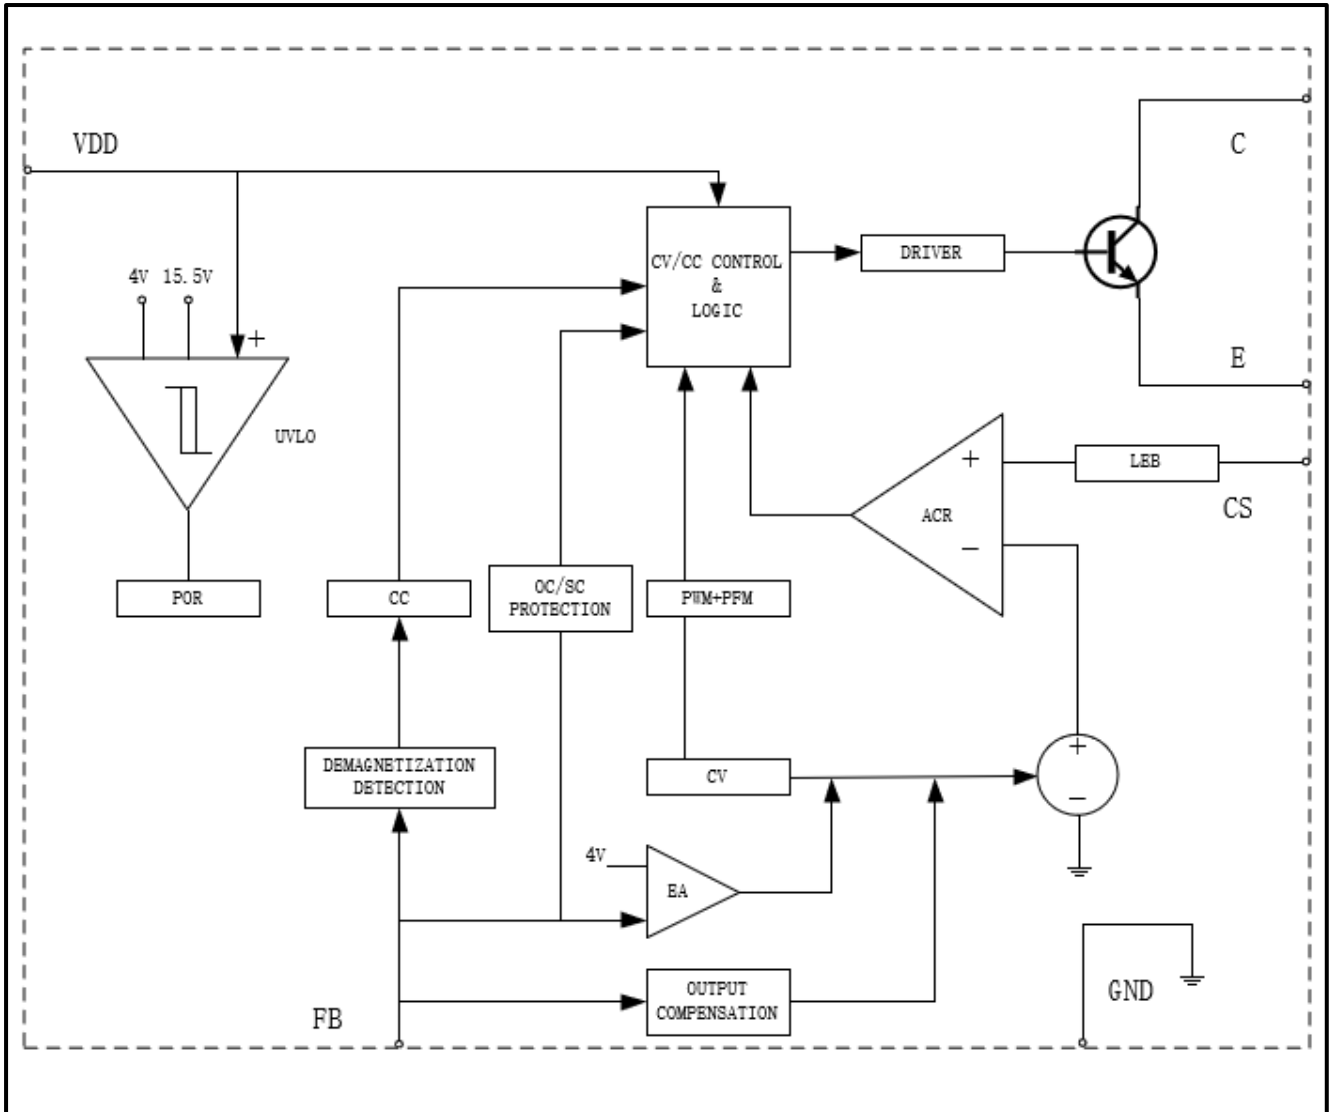 VDD
C
CV/CC CONTROL
&
LOGIC
DRIVER
4V 15.5V
+
E
UVLO
+
LEB
CS
ACR
−
POR
CC
OC/SC
PROTECTION
PWM+PFM
DEMAGNETIZATION
DETECTION
CV
+
−
4V
EA
OUTPUT
COMPENSATION
GND
FB